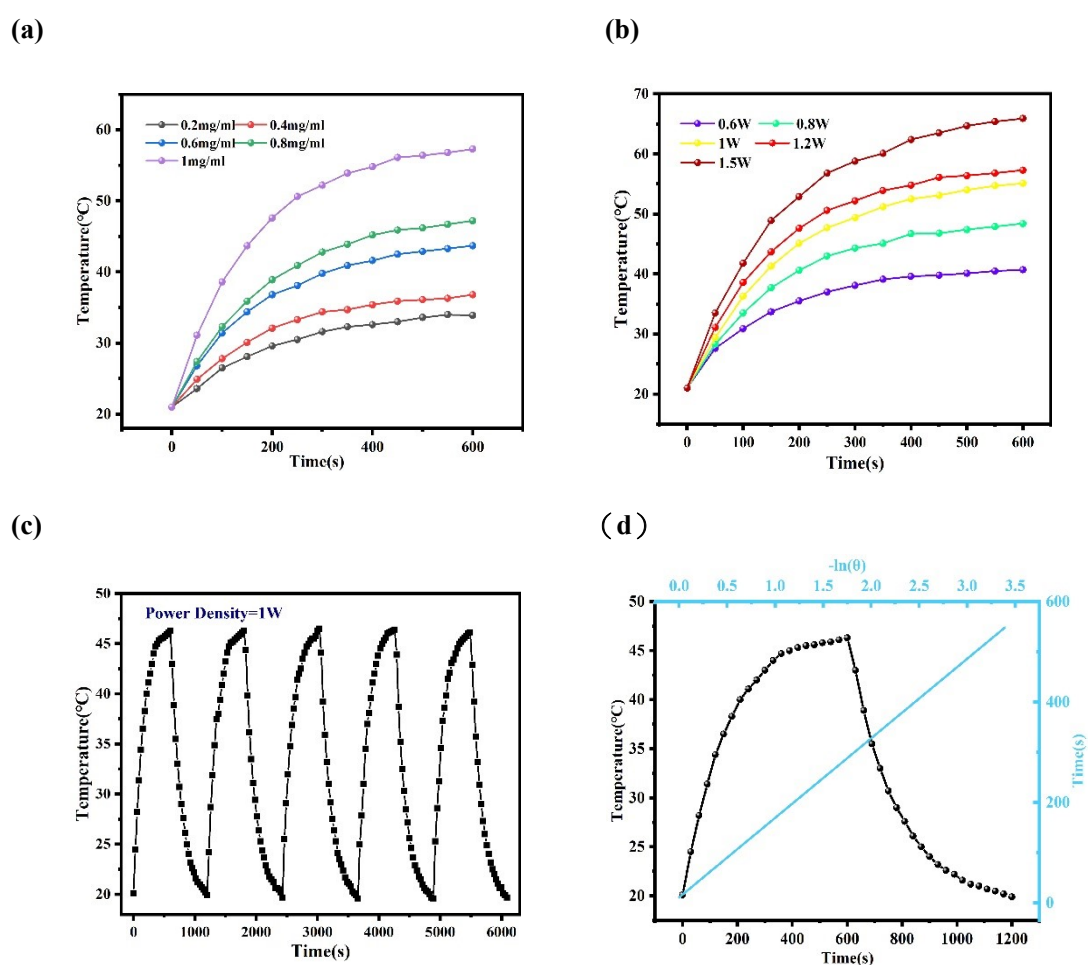 (a)
(b)
0.2mg/ml 0.4mg/ml
0.6mg/ml 0.8mg/ml
1mg/ml
60
50
40
30
20
Temperature(°C)
0 200 400 600
Time(s)
0.6W 0.8W
1W 1.2W
1.5W
70
60
50
40
30
20
Temperature(°C)
0 100 200 300 400 500 600
Time(s)
(c)
（d）
Power Density=1W
50
45
40
35
30
25
20
Temperature(°C)
0 1000 2000 3000 4000 5000 6000
Time(s)
-ln(θ)
0.0 0.5 1.0 1.5 2.0 2.5 3.0 3.5
50
45
40
35
30
25
20
Temperature(°C)
600
400
200
0
Time(s)
0 200 400 600 800 1000 1200
Time(s)